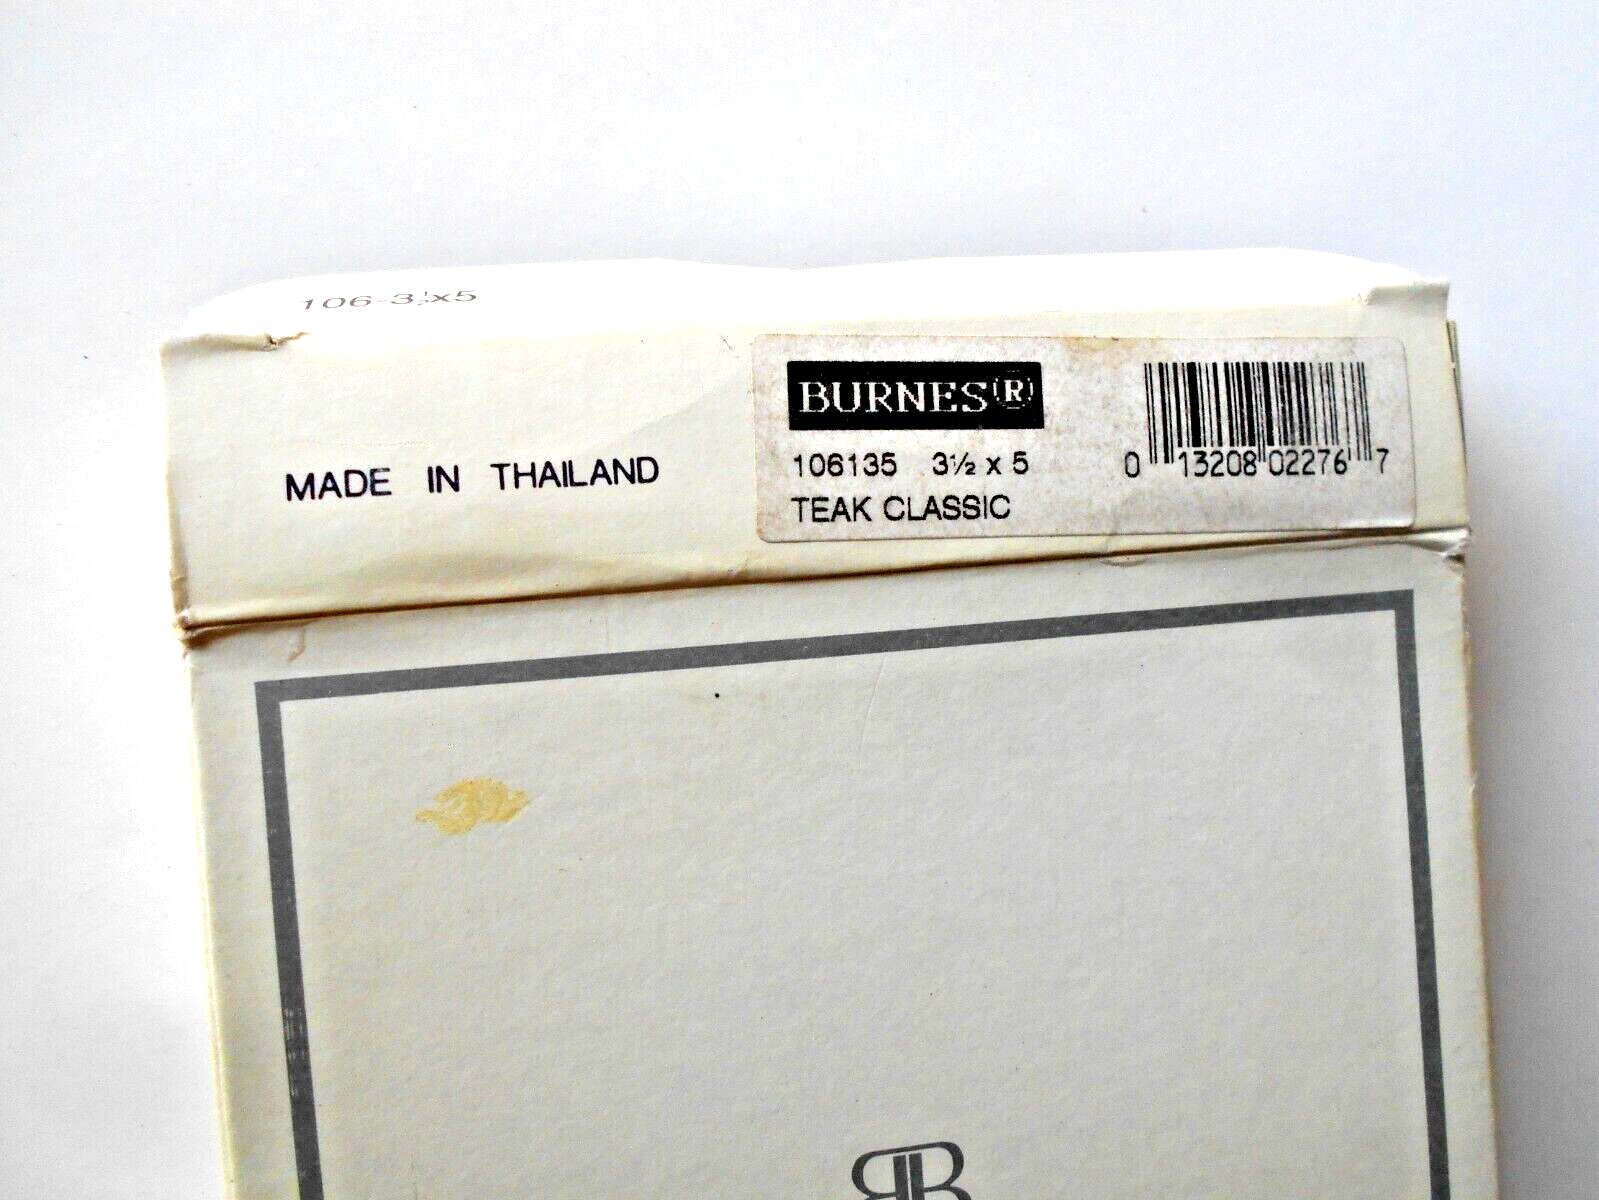 106-3½x5
MADE IN THAILAND
BURNES®
106135 3½ x 5
TEAK CLASSIC
0 13208 02276 7